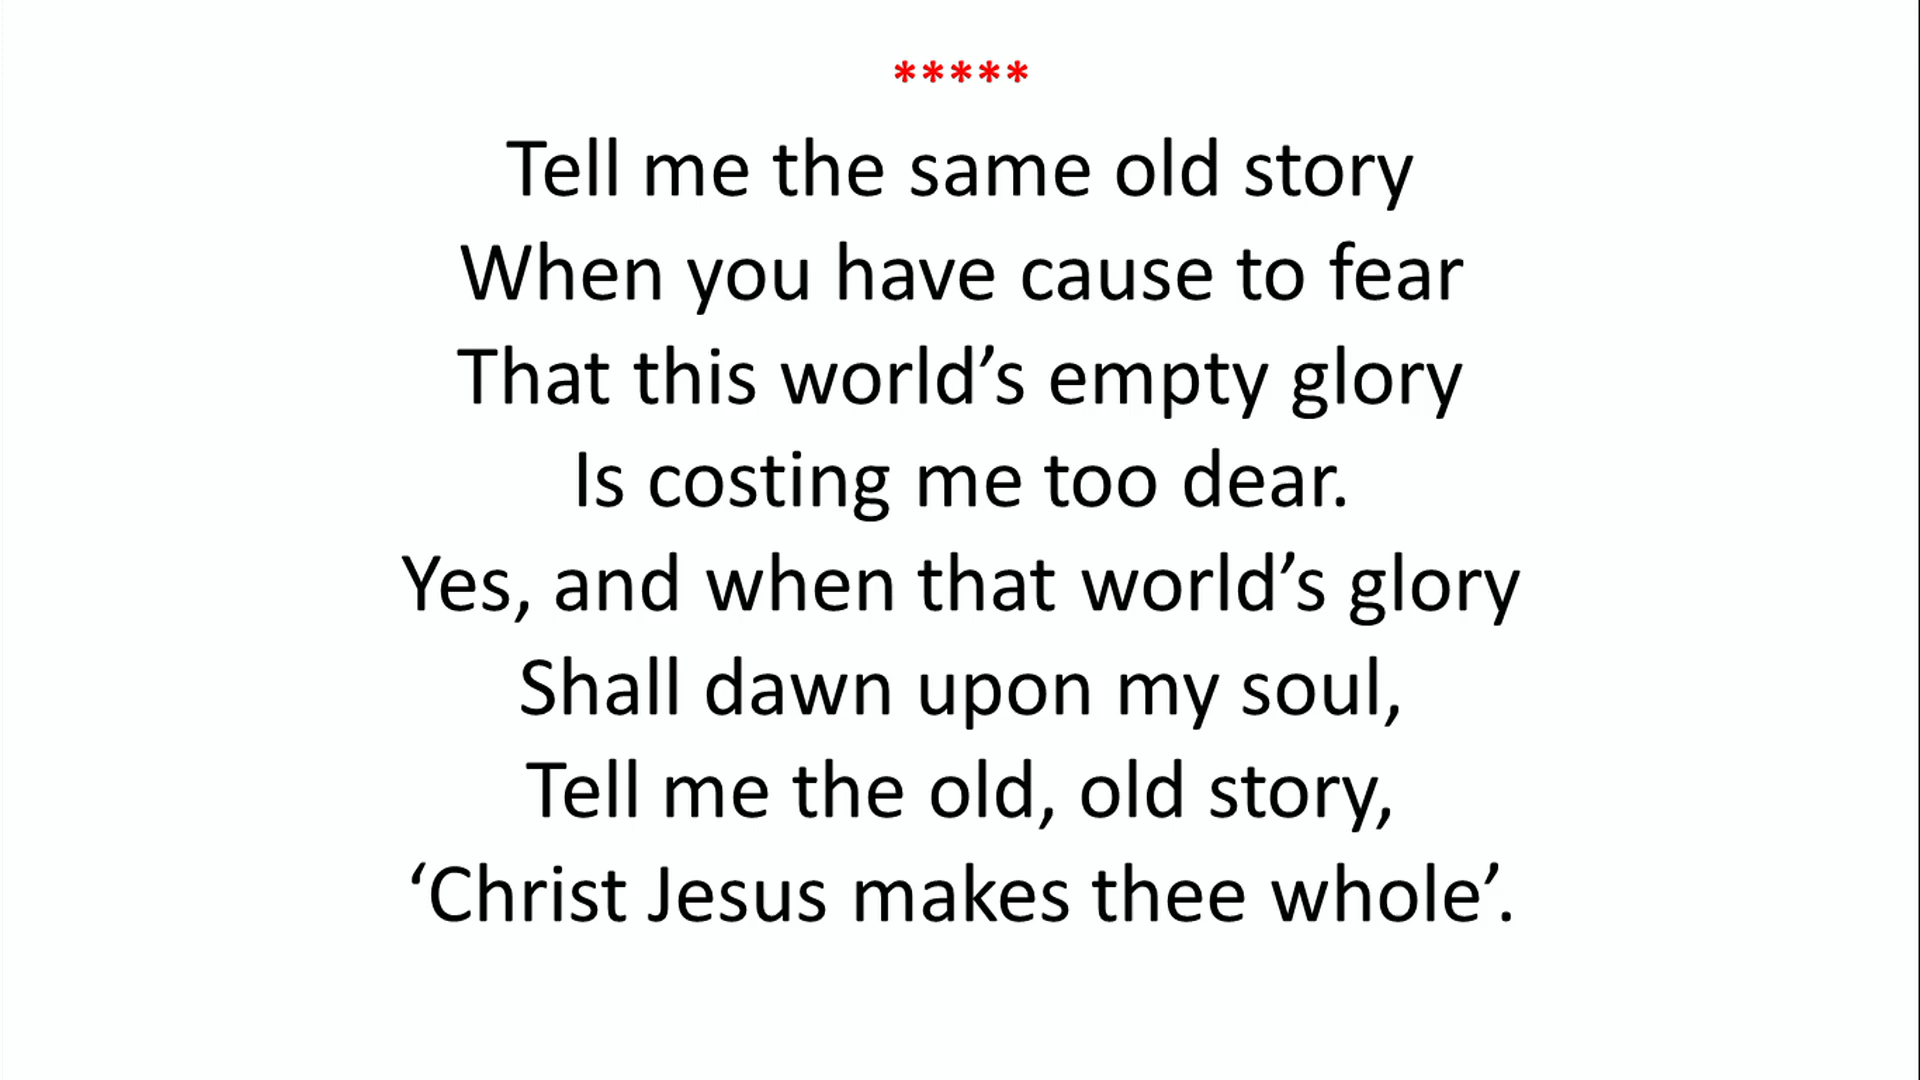 *****
Tell me the same old story
When you have cause to fear
That this world’s empty glory
Is costing me too dear.
Yes, and when that world’s glory
Shall dawn upon my soul,
Tell me the old, old story,
‘Christ Jesus makes thee whole’.